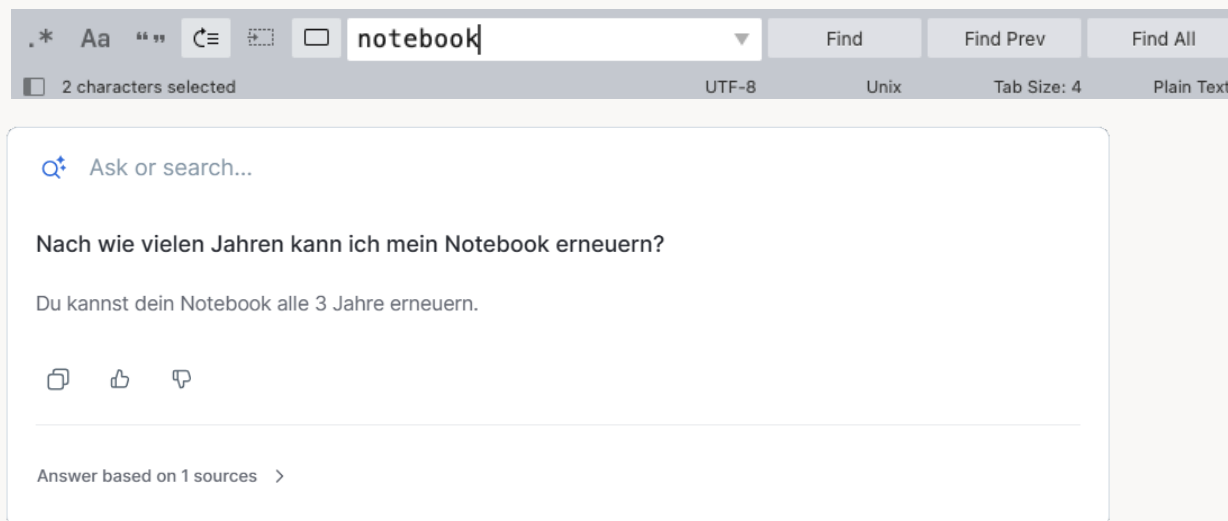 .* Aa “ ” notebook Find Find Prev Find All
2 characters selected UTF-8 Unix Tab Size: 4 Plain Text
Ask or search...
Nach wie vielen Jahren kann ich mein Notebook erneuern?
Du kannst dein Notebook alle 3 Jahre erneuern.
Answer based on 1 sources